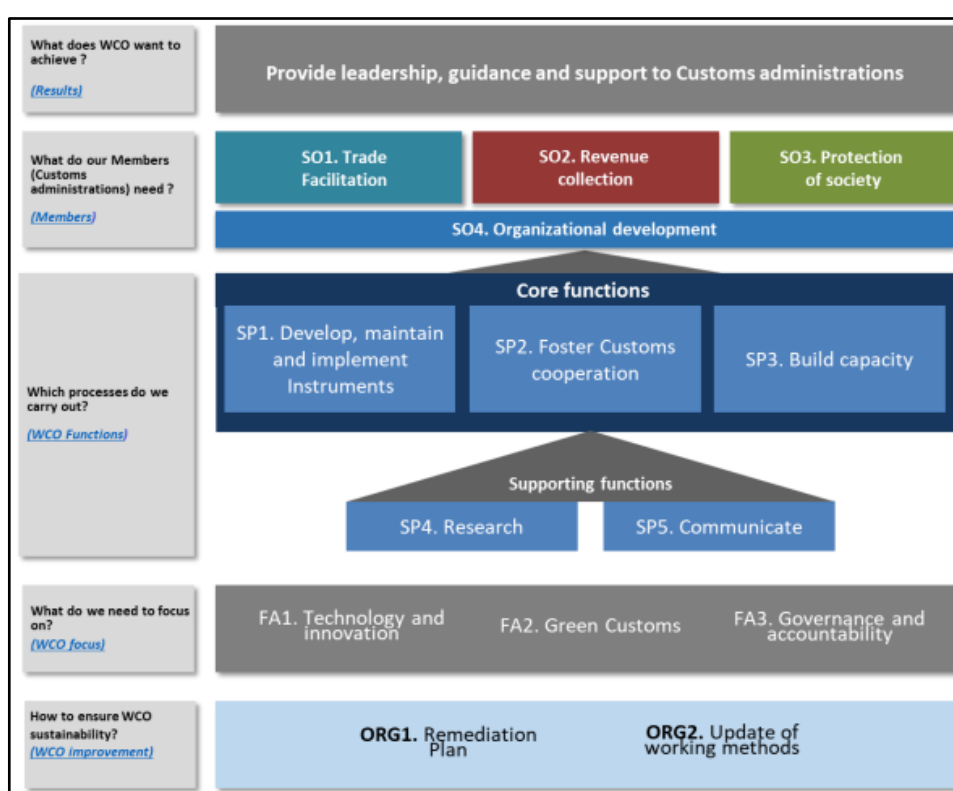 What does WCO want to
achieve ?
(Results)
Provide leadership, guidance and support to Customs administrations
What do our Members
(Customs
administrations) need ?
(Members)
SO1. Trade
Facilitation
SO2. Revenue
collection
SO3. Protection
of society
SO4. Organizational development
Which processes do we
carry out?
(WCO Functions)
Core functions
SP1. Develop, maintain
and implement
Instruments
SP2. Foster Customs
cooperation
SP3. Build capacity
Supporting functions
SP4. Research
SP5. Communicate
What do we need to focus
on?
(WCO focus)
FA1. Technology and
innovation
FA2. Green Customs
FA3. Governance and
accountability
How to ensure WCO
sustainability?
(WCO improvement)
ORG1. Remediation
Plan
ORG2. Update of
working methods